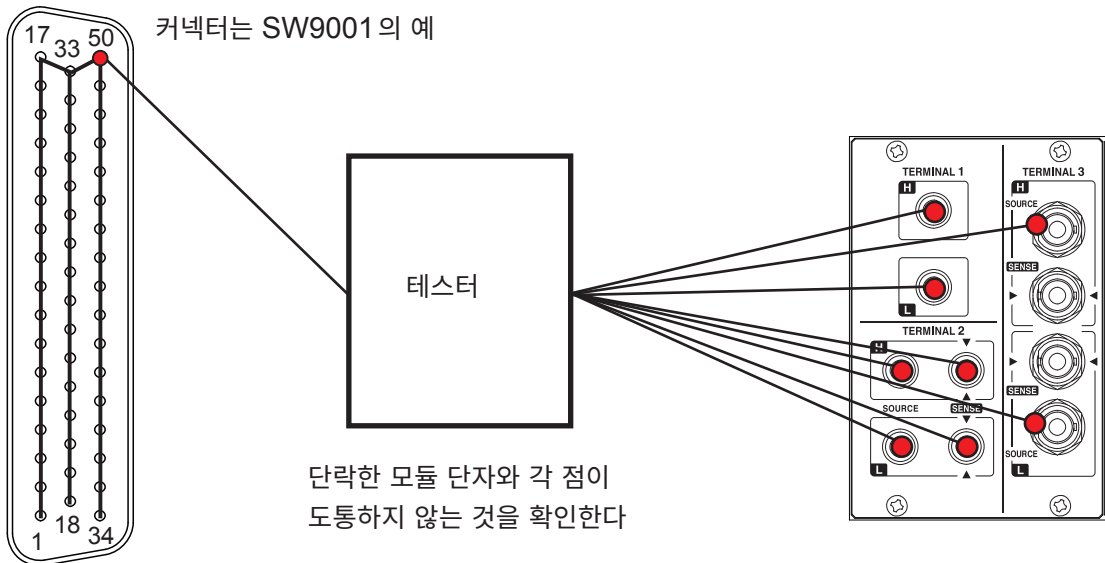 커넥터는 SW9001의 예
17
33
50
1
18
34
테스터
단락한 모듈 단자와 각 점이
도통하지 않는 것을 확인한다
TERMINAL 1
H
L
TERMINAL 2
H
SOURCE
SENSE
L
TERMINAL 3
H
SOURCE
SENSE
SENSE
SOURCE
L